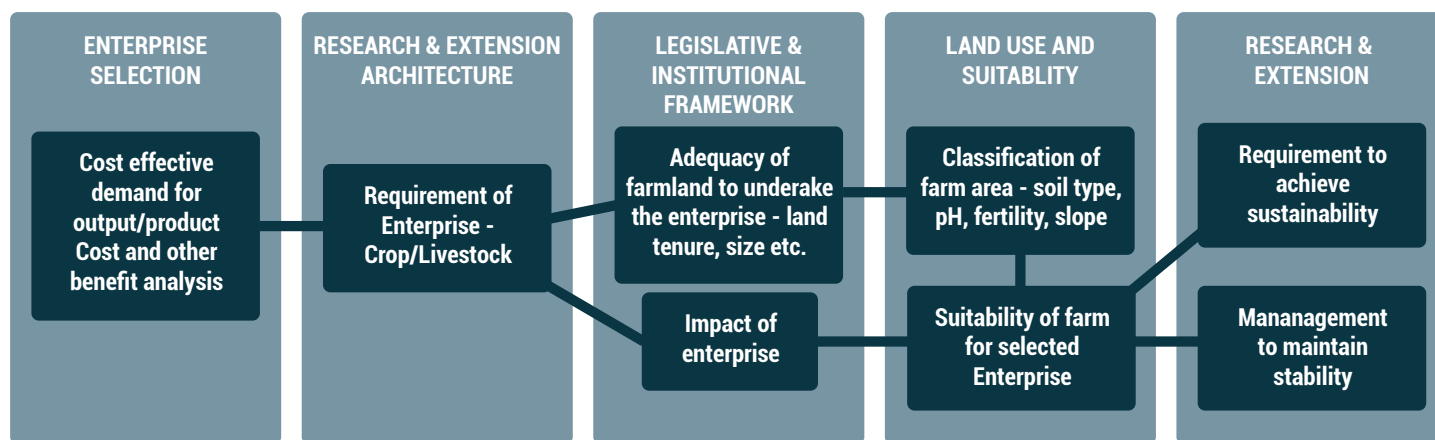 ENTERPRISE
SELECTION
Cost effective
demand for
output/product
Cost and other
benefit analysis
RESEARCH & EXTENSION
ARCHITECTURE
Requirement of
Enterprise -
Crop/Livestock
LEGISLATIVE &
INSTITUTIONAL
FRAMEWORK
Adequacy of
farmland to underake
the enterprise - land
tenure, size etc.
Impact of
enterprise
LAND USE AND
SUITABLITY
Classification of
farm area - soil type,
pH, fertility, slope
Suitability of farm
for selected
Enterprise
RESEARCH &
EXTENSION
Requirement to
achieve
sustainability
Mananagement
to maintain
stability